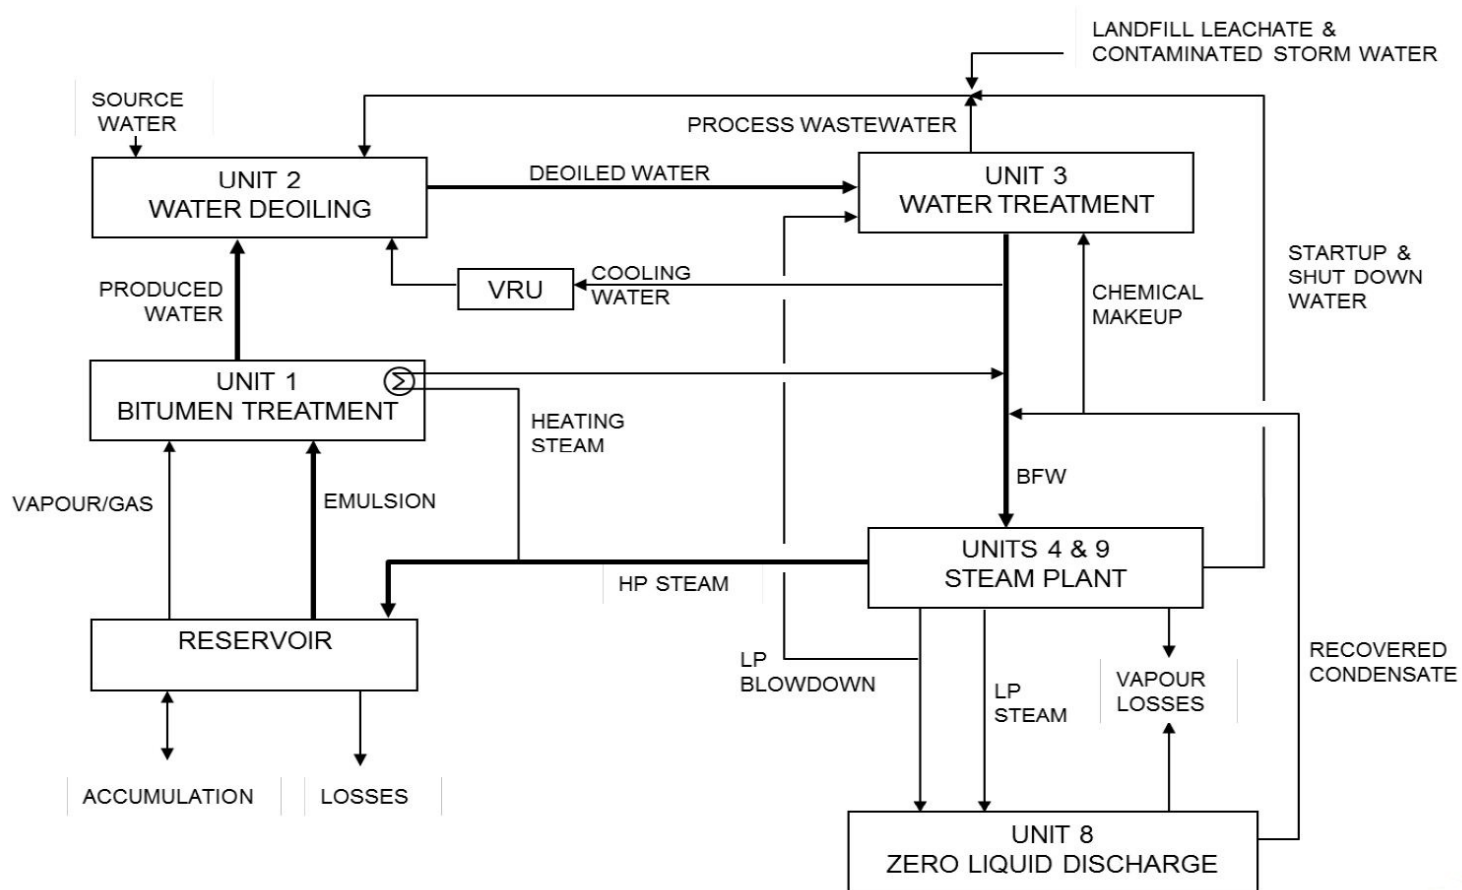 LANDFILL LEACHATE &
CONTAMINATED STORM WATER
SOURCE
WATER
PROCESS WASTEWATER
UNIT 2
WATER DEOILING
DEOILED WATER
UNIT 3
WATER TREATMENT
STARTUP &
SHUT DOWN
WATER
PRODUCED
WATER
VRU
COOLING
WATER
CHEMICAL
MAKEUP
UNIT 1
BITUMEN TREATMENT
Σ
HEATING
STEAM
VAPOUR/GAS
EMULSION
BFW
UNITS 4 & 9
STEAM PLANT
HP STEAM
RESERVOIR
LP
BLOWDOWN
LP
STEAM
VAPOUR
LOSSES
RECOVERED
CONDENSATE
ACCUMULATION
LOSSES
UNIT 8
ZERO LIQUID DISCHARGE